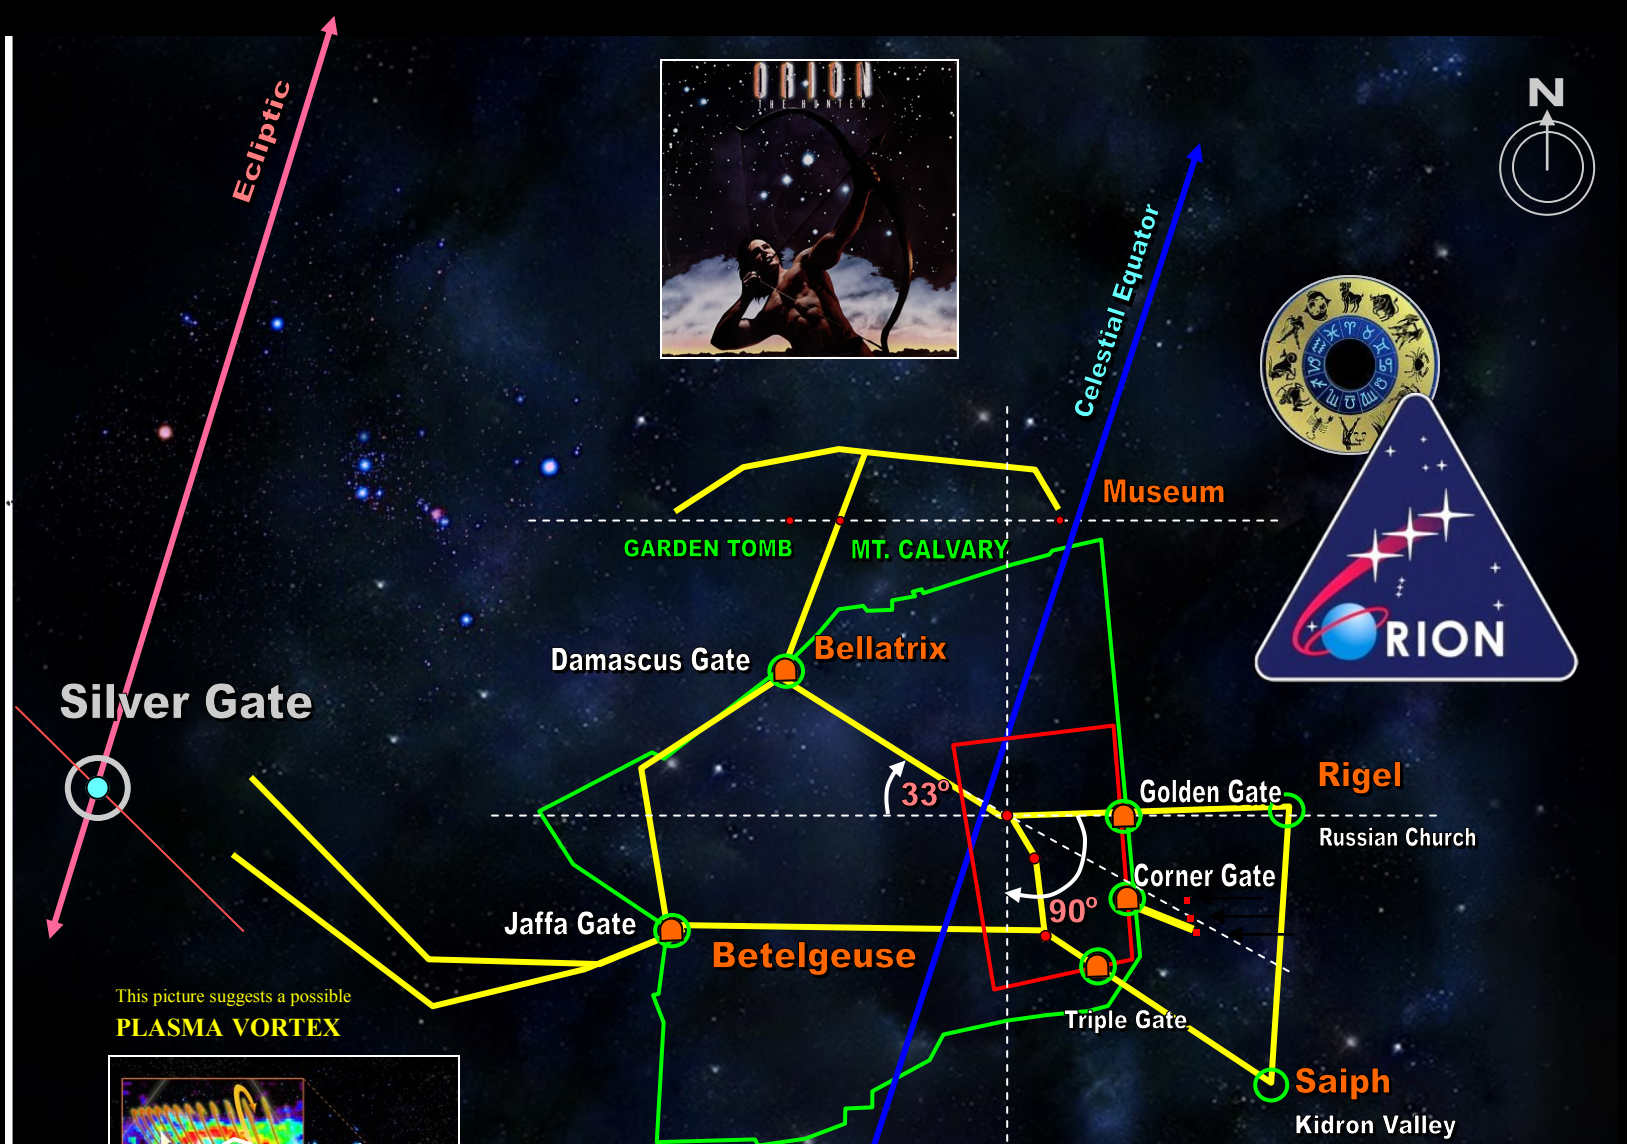 Ecliptic
ORION
THE HUNTER
N
Celestial Equator
Museum
GARDEN TOMB
MT. CALVARY
RION
Damascus Gate
Bellatrix
Silver Gate
33º
Golden Gate
Rigel
Russian Church
Corner Gate
90º
Jaffa Gate
Betelgeuse
This picture suggests a possible
PLASMA VORTEX
Triple Gate
Saiph
Kidron Valley